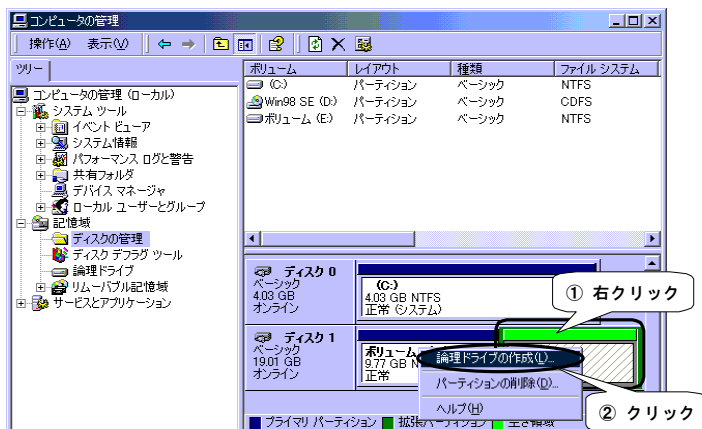 コンピュータの管理
操作(A) 表示(V)
ツリー
コンピュータの管理 (ローカル)
システム ツール
イベント ビューア
システム情報
パフォーマンス ログと警告
共有フォルダ
デバイス マネージャ
ローカル ユーザーとグループ
記憶域
ディスクの管理
ディスク デフラグ ツール
論理ドライブ
リムーバブル記憶域
サービスとアプリケーション
ボリューム レイアウト 種類 ファイル システム
(C:) パーティション ベーシック NTFS
Win98 SE (D:) パーティション ベーシック CDFS
ボリューム (E:) パーティション ベーシック NTFS
ディスク 0
ベーシック
4.03 GB
オンライン
(C:)
4.03 GB NTFS
正常 (システム)
① 右クリック
ディスク 1
ベーシック
19.01 GB
オンライン
ボリューム
9.77 GB N
正常
論理ドライブの作成(L)...
パーティションの削除(D)...
ヘルプ(H)
② クリック
プライマリ パーティション 拡張パーティション 空き領域